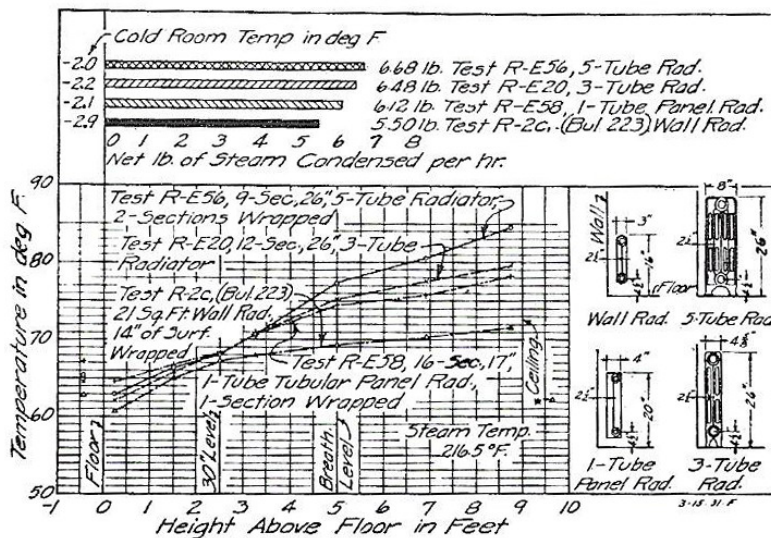 Cold Room Temp in deg F.
-2.0 6.68 lb. Test R-E56, 5-Tube Rad.
-2.2 6.48 lb. Test R-E20, 3-Tube Rad.
-2.1 6.12 lb. Test R-E58, 1-Tube, Panel Rad.
-2.9 5.50 lb. Test R-2c, (Bul 223) Wall Rad.
0 1 2 3 4 5 6 7 8
Net lb. of Steam Condensed per hr.
Temperature in deg F.
90
80
70
60
50
Test R-E56, 9-Sec, 26", 5-Tube Radiator
2-Sections Wrapped
Test R-E20, 12-Sec, 26", 3-Tube
Radiator
Test R-2c, (Bul 223)
21 Sq. Ft. Wall Rad,
14" of Surf.
Wrapped
Test R-E58, 16-Sec, 17",
1-Tube Tubular Panel Rad,
1-Section Wrapped
Steam Temp.
216.5°F.
Floor
30" Level
Breath.
Level
Ceiling
-1 0 1 2 3 4 5 6 7 8 9 10
Height Above Floor in Feet
Wall
3"
16"
4½"
Floor
Wall Rad.
8"
26"
5-Tube Rad
4"
20"
4½"
1-Tube
Panel Rad.
26"
4½"
3-Tube
Rad.
3-18-31-F